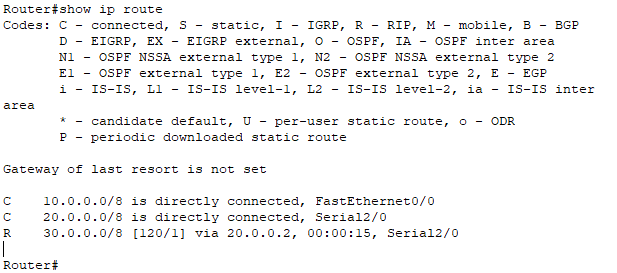 Router#show ip route
Codes: C - connected, S - static, I - IGRP, R - RIP, M - mobile, B - BGP
       D - EIGRP, EX - EIGRP external, O - OSPF, IA - OSPF inter area
       N1 - OSPF NSSA external type 1, N2 - OSPF NSSA external type 2
       E1 - OSPF external type 1, E2 - OSPF external type 2, E - EGP
       i - IS-IS, L1 - IS-IS level-1, L2 - IS-IS level-2, ia - IS-IS inter
area
       * - candidate default, U - per-user static route, o - ODR
       P - periodic downloaded static route

Gateway of last resort is not set

C    10.0.0.0/8 is directly connected, FastEthernet0/0
C    20.0.0.0/8 is directly connected, Serial2/0
R    30.0.0.0/8 [120/1] via 20.0.0.2, 00:00:15, Serial2/0

Router#